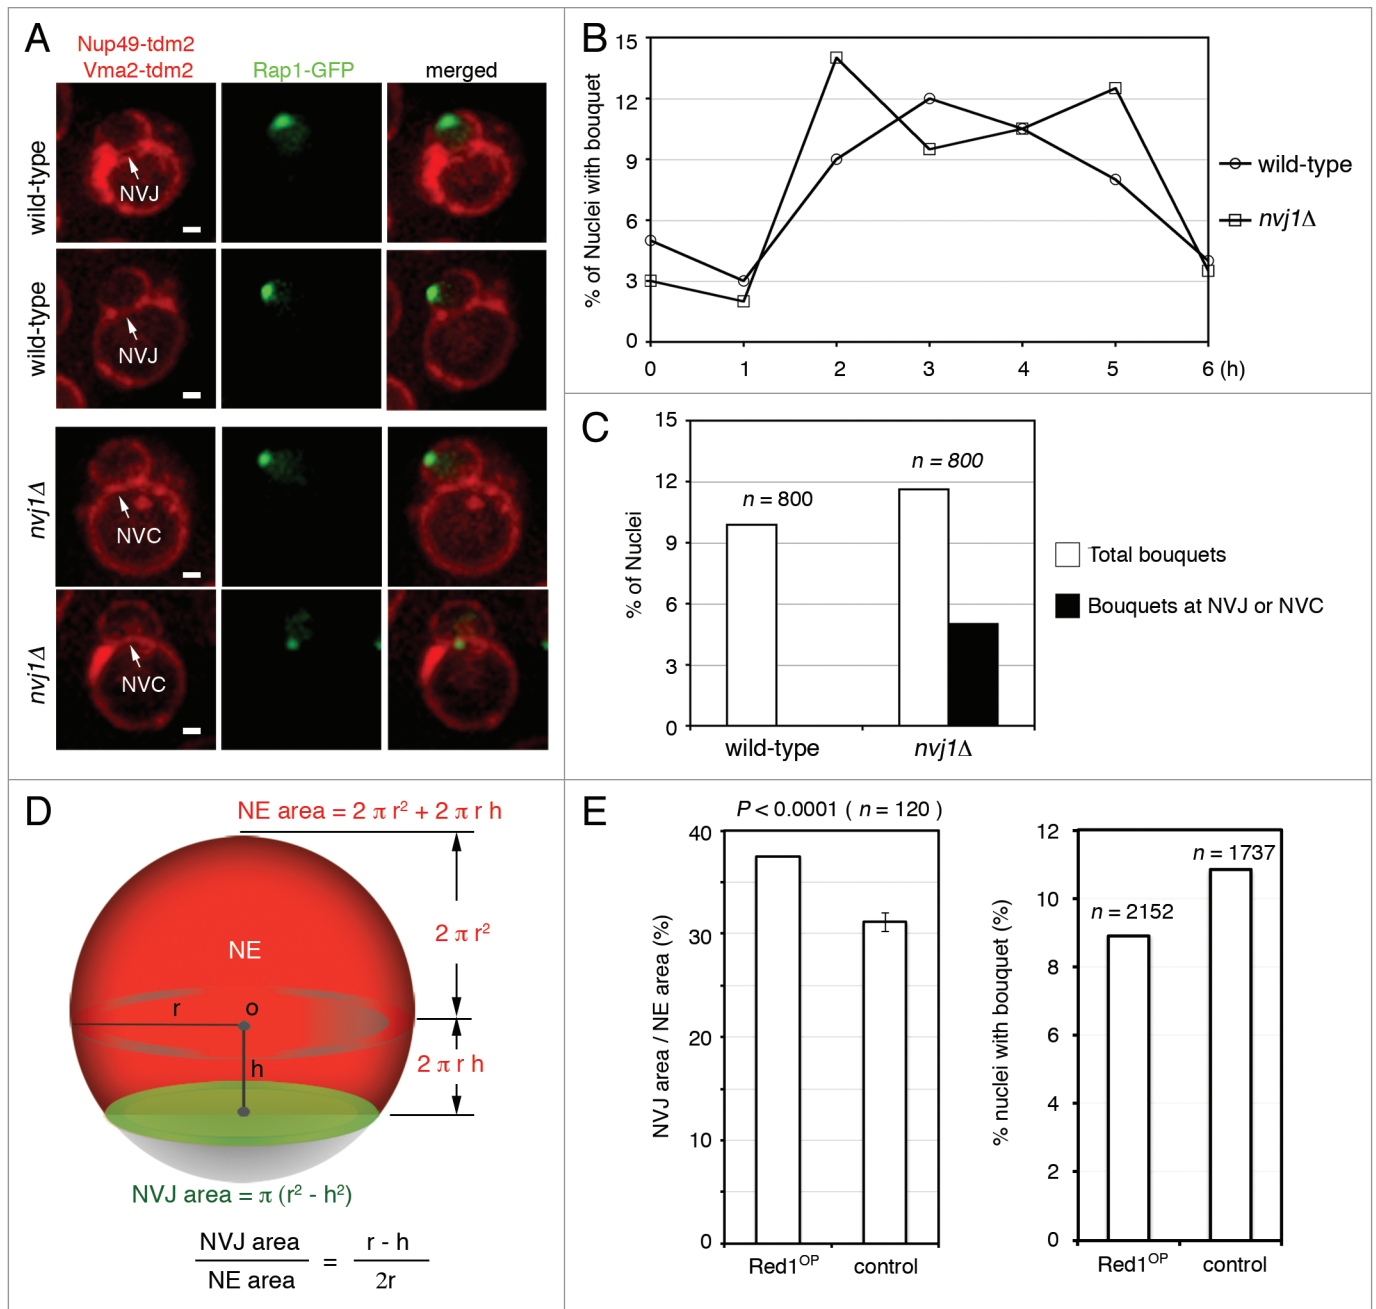 A
Nup49-tdm2
Vma2-tdm2
Rap1-GFP
merged
wild-type
NVJ
wild-type
NVJ
nvj1Δ
NVC
nvj1Δ
NVC
B
% of Nuclei with bouquet
15
12
9
6
3
0
0 1 2 3 4 5 6 (h)
wild-type
nvj1Δ
C
% of Nuclei
15
12
9
6
3
0
n = 800
n = 800
wild-type
nvj1Δ
Total bouquets
Bouquets at NVJ or NVC
D
NE area = 2 π r² + 2 π r h
NE
2 π r²
r
o
h
2 π r h
NVJ area = π (r² - h²)
NVJ area
NE area
=
r - h
2r
E
P < 0.0001 ( n = 120 )
NVJ area / NE area (%)
40
30
20
10
0
Red1ᴼᴾ
control
% nuclei with bouquet (%)
12
10
8
6
4
2
0
n = 2152
n = 1737
Red1ᴼᴾ
control